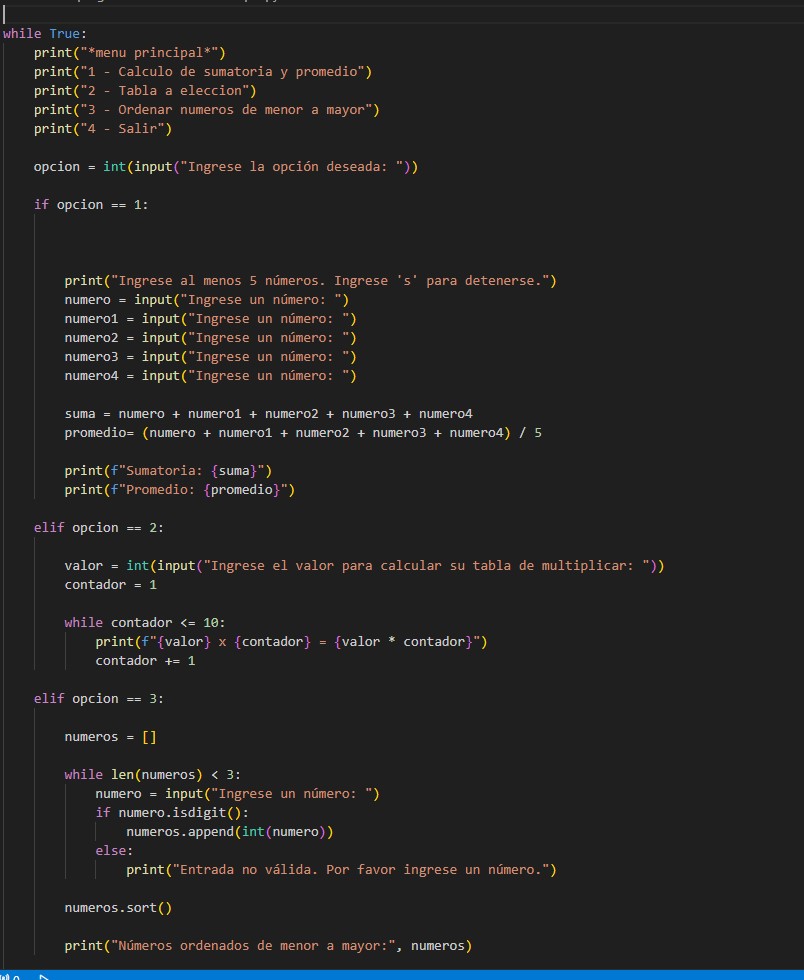 while True:
    print("*menu principal*")
    print("1 - Calculo de sumatoria y promedio")
    print("2 - Tabla a eleccion")
    print("3 - Ordenar numeros de menor a mayor")
    print("4 - Salir")
    opcion = int(input("Ingrese la opción deseada: "))
    if opcion == 1:
        print("Ingrese al menos 5 números. Ingrese 's' para detenerse.")
        numero = input("Ingrese un número: ")
        numero1 = input("Ingrese un número: ")
        numero2 = input("Ingrese un número: ")
        numero3 = input("Ingrese un número: ")
        numero4 = input("Ingrese un número: ")
        suma = numero + numero1 + numero2 + numero3 + numero4
        promedio= (numero + numero1 + numero2 + numero3 + numero4) / 5
        print(f"Sumatoria: {suma}")
        print(f"Promedio: {promedio}")
    elif opcion == 2:
        valor = int(input("Ingrese el valor para calcular su tabla de multiplicar: "))
        contador = 1
        while contador <= 10:
            print(f"{valor} x {contador} = {valor * contador}")
            contador += 1
    elif opcion == 3:
        numeros = []
        while len(numeros) < 3:
            numero = input("Ingrese un número: ")
            if numero.isdigit():
                numeros.append(int(numero))
            else:
                print("Entrada no válida. Por favor ingrese un número.")
        numeros.sort()
        print("Números ordenados de menor a mayor:", numeros)